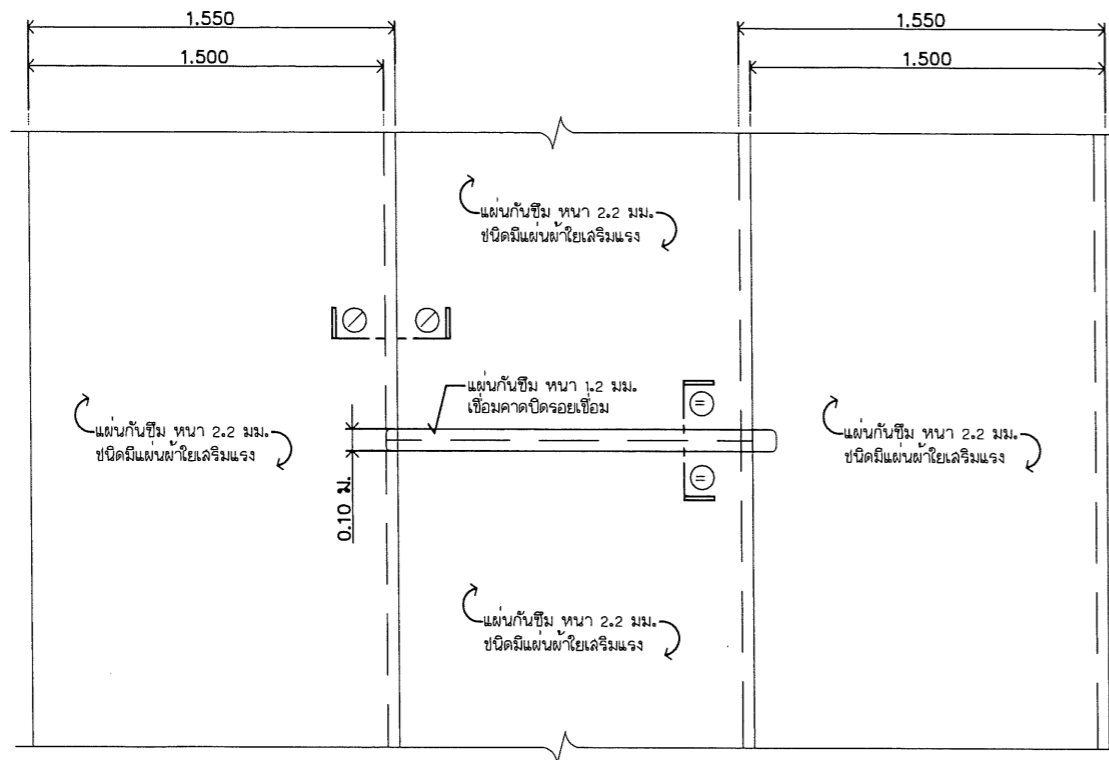 1.550
1.550
1.500
1.500
แผ่นกันซึม หนา 2.2 มม.
ชนิดมีแผ่นผ้าใยเสริมแรง
แผ่นกันซึม หนา 1.2 มม.
เชื่อมคาดปิดรอยเชื่อม
=
แผ่นกันซึม หนา 2.2 มม.
ชนิดมีแผ่นผ้าใยเสริมแรง
แผ่นกันซึม หนา 2.2 มม.
ชนิดมีแผ่นผ้าใยเสริมแรง
=
0.10 ม.
แผ่นกันซึม หนา 2.2 มม.
ชนิดมีแผ่นผ้าใยเสริมแรง